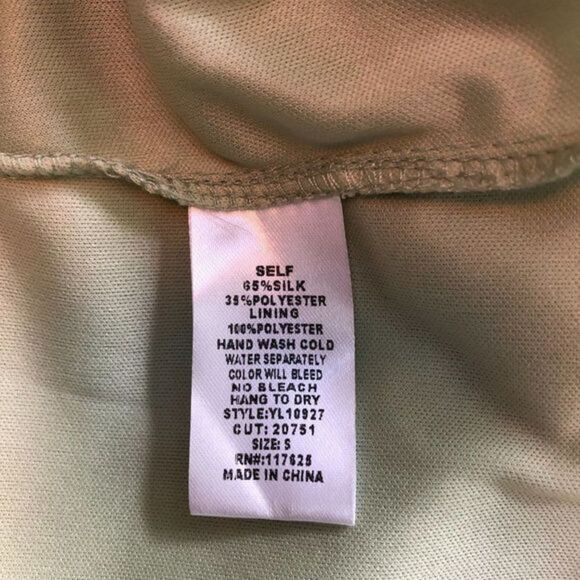 SELF
65%SILK
35%POLYESTER
LINING
100%POLYESTER
HAND WASH COLD
WATER SEPARATELY
COLOR WILL BLEED
NO BLEACH
HANG TO DRY
STYLE:YL10927
CUT: 20751
SIZE: S
RN#:117625
MADE IN CHINA